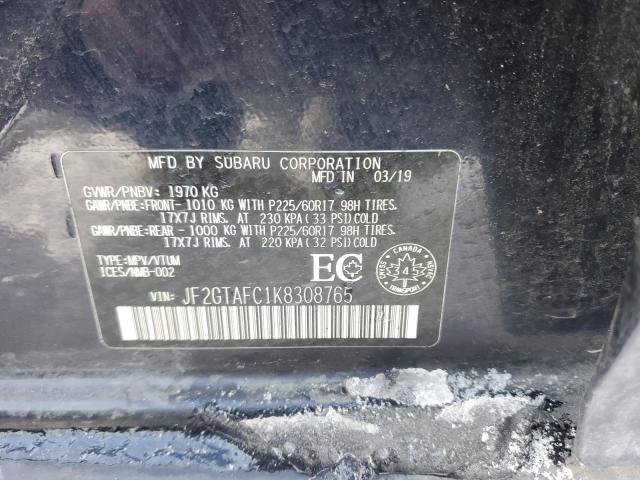 MFD BY SUBARU CORPORATION
MFD IN 03/19
GVWR/PNBV: 1970 KG
GAWR/PNBE:FRONT- 1010 KG WITH P225/60R17 98H TIRES.
17X7J RIMS. AT 230 KPA(33 PSI)COLD
GAWR/PNBE:REAR - 1000 KG WITH P225/60R17 98H TIRES.
17X7J RIMS. AT 220 KPA(32 PSI)COLD
TYPE:MPV/VTUM
ICES/NMB-002
EC
CANADA
345
VIN: JF2GTAFC1K8308765